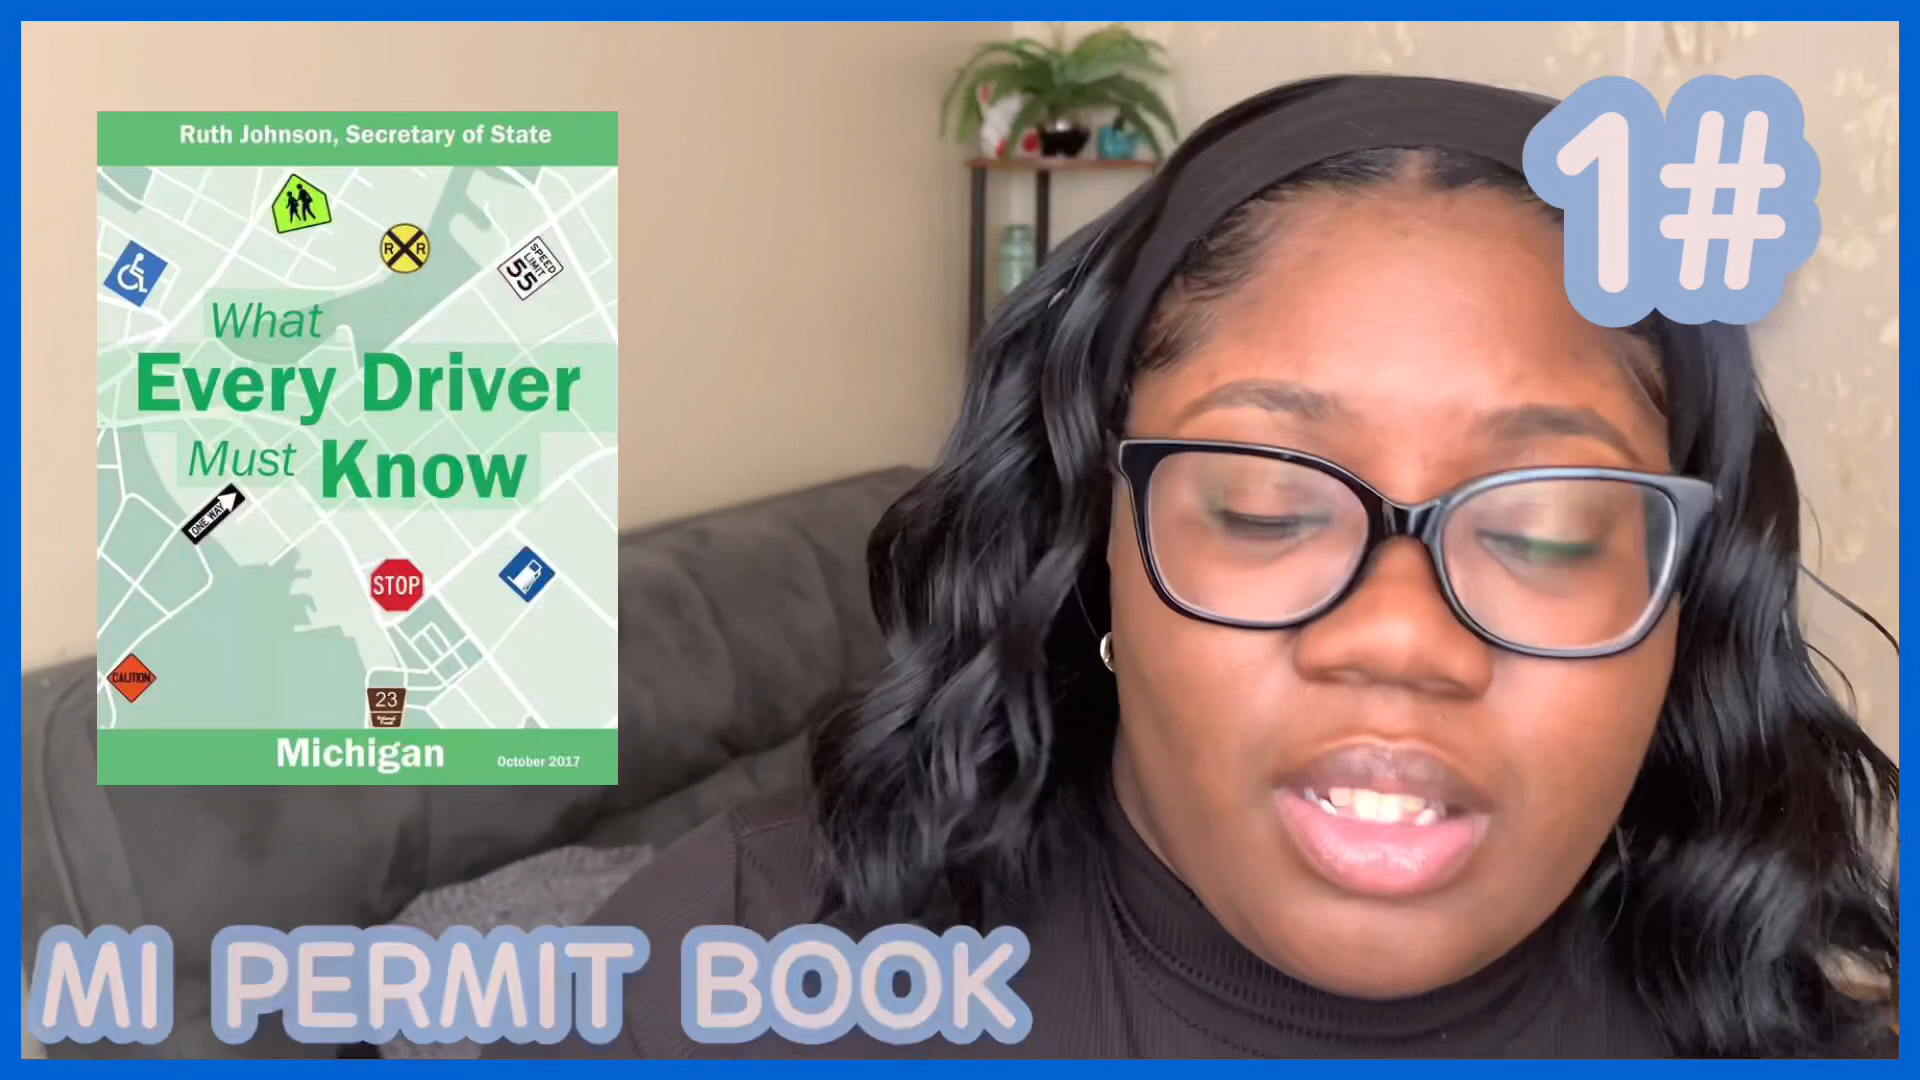 Ruth Johnson, Secretary of State
R R
SPEED
LIMIT
55
What
Every Driver
Must Know
ONE WAY
STOP
CAUTION
23
Michigan
October 2017
1#
MI PERMIT BOOK